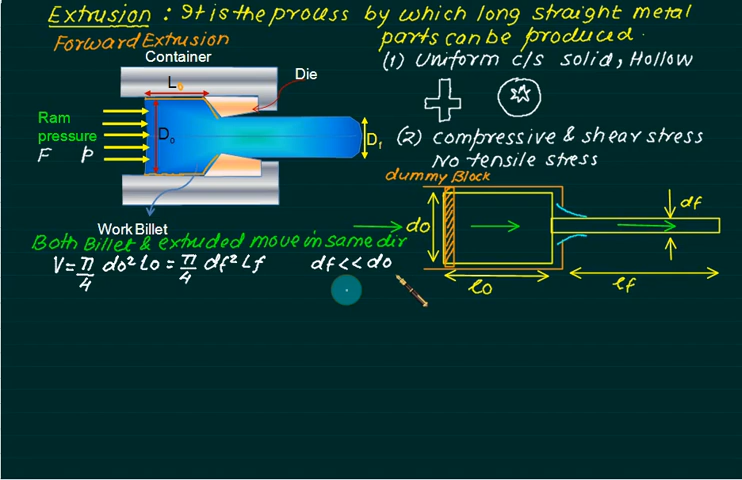 Extrusion : It is the process by which long straight metal
parts can be produced.
Forward Extrusion
(1) Uniform c/s solid, Hollow
Container
L₀
Die
Ram
pressure
F P
D₀
D₁
(2) Compressive & shear stress
No tensile stress
dummy Block
Work Billet
do
df
lo
lf
Both Billet & extruded move in same dir
V = π/4 do² Lo = π/4 df² Lf df << do